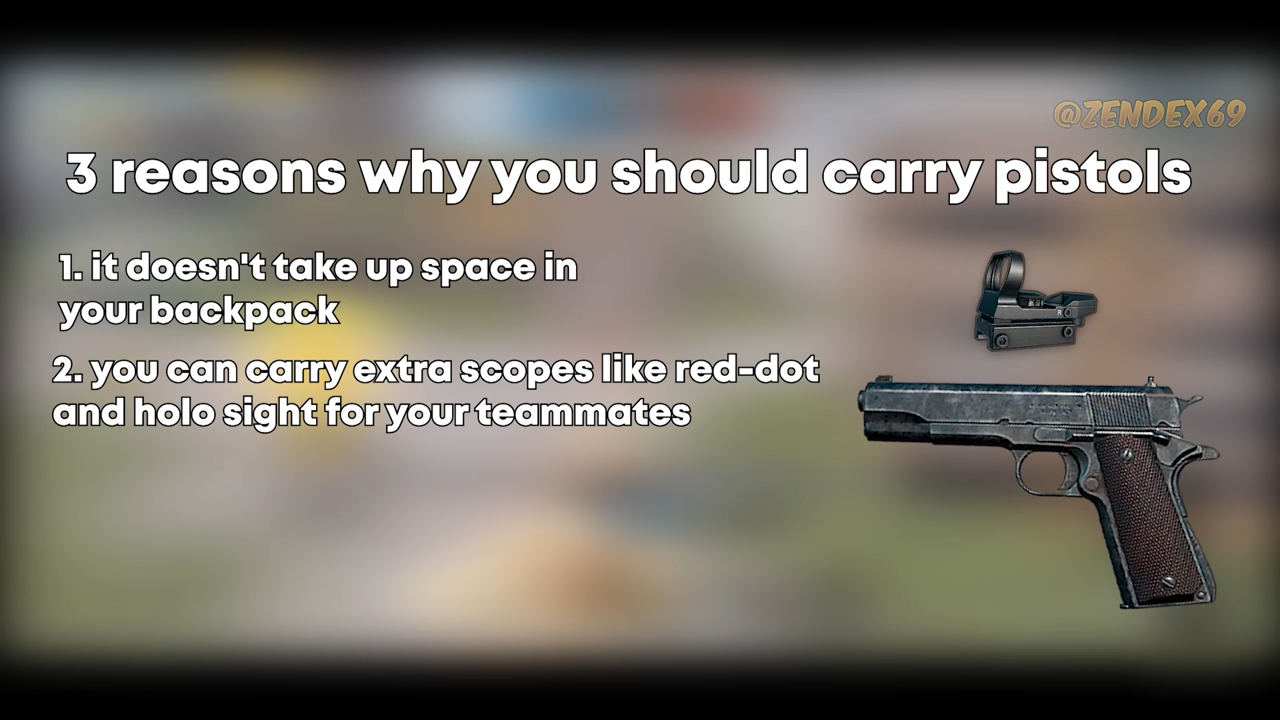 @ZENDEX69
3 reasons why you should carry pistols
1. it doesn't take up space in
your backpack
2. you can carry extra scopes like red-dot
and holo sight for your teammates